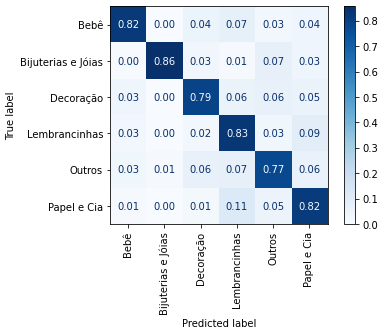 Bebê 0.82 0.00 0.04 0.07 0.03 0.04
Bijuterias e Jóias 0.00 0.86 0.03 0.01 0.07 0.03
Decoração 0.03 0.00 0.79 0.06 0.06 0.05
Lembrancinhas 0.03 0.00 0.02 0.83 0.03 0.09
Outros 0.03 0.01 0.06 0.07 0.77 0.06
Papel e Cia 0.01 0.00 0.01 0.11 0.05 0.82
True label
Bebê
Bijuterias e Jóias
Decoração
Lembrancinhas
Outros
Papel e Cia
Predicted label
0.8
0.7
0.6
0.5
0.4
0.3
0.2
0.1
0.0